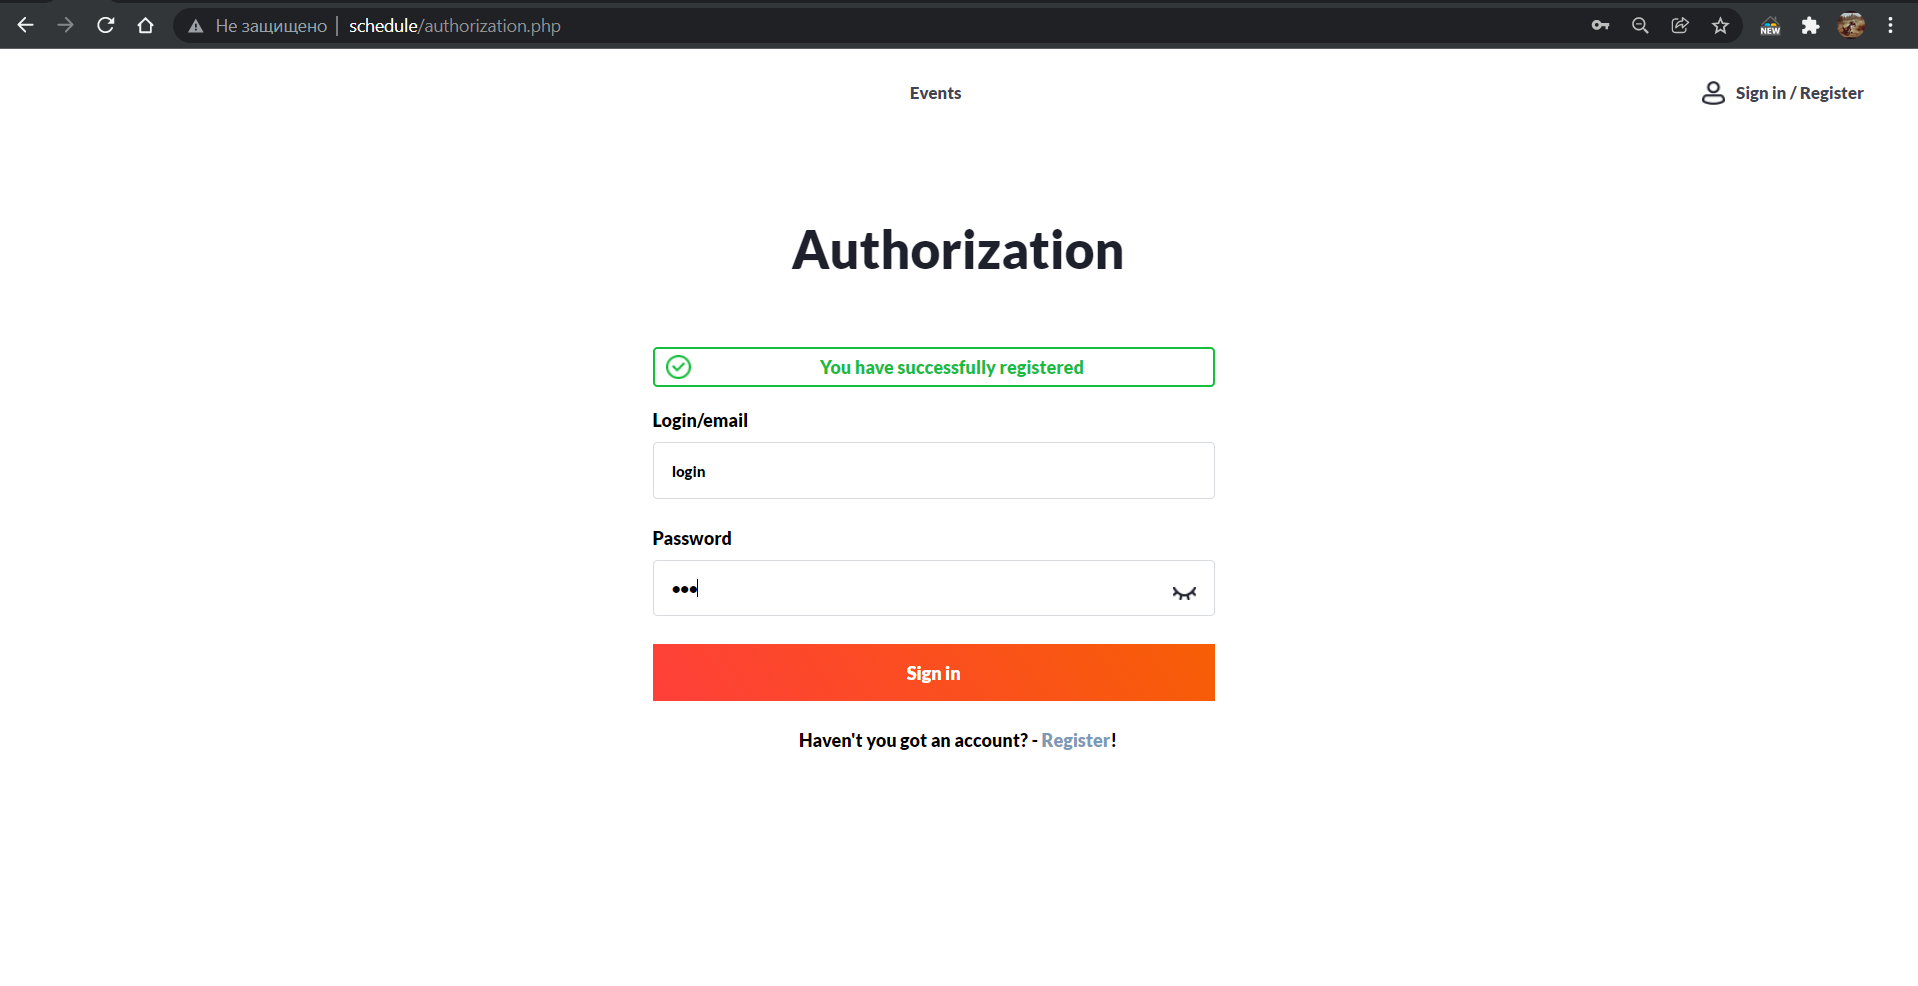 Не защищено | schedule/authorization.php
NEW
Events
Sign in / Register
Authorization
You have successfully registered
Login/email
login
Password
•••
Sign in
Haven't you got an account? - Register!